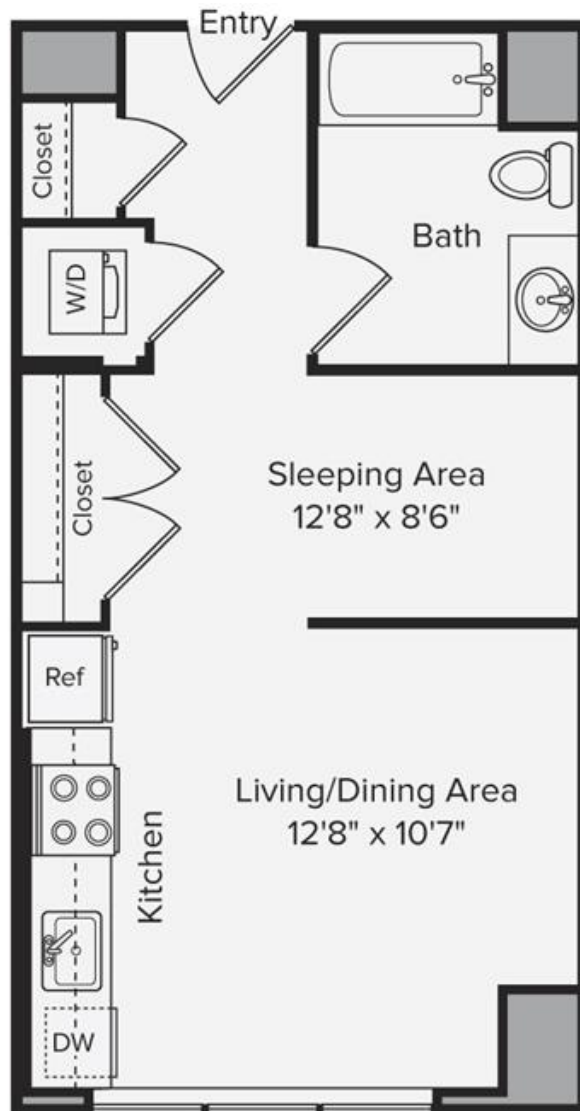 Entry
Closet
W/D
Bath
Closet
Sleeping Area
12'8" x 8'6"
Ref
Living/Dining Area
12'8" x 10'7"
Kitchen
DW